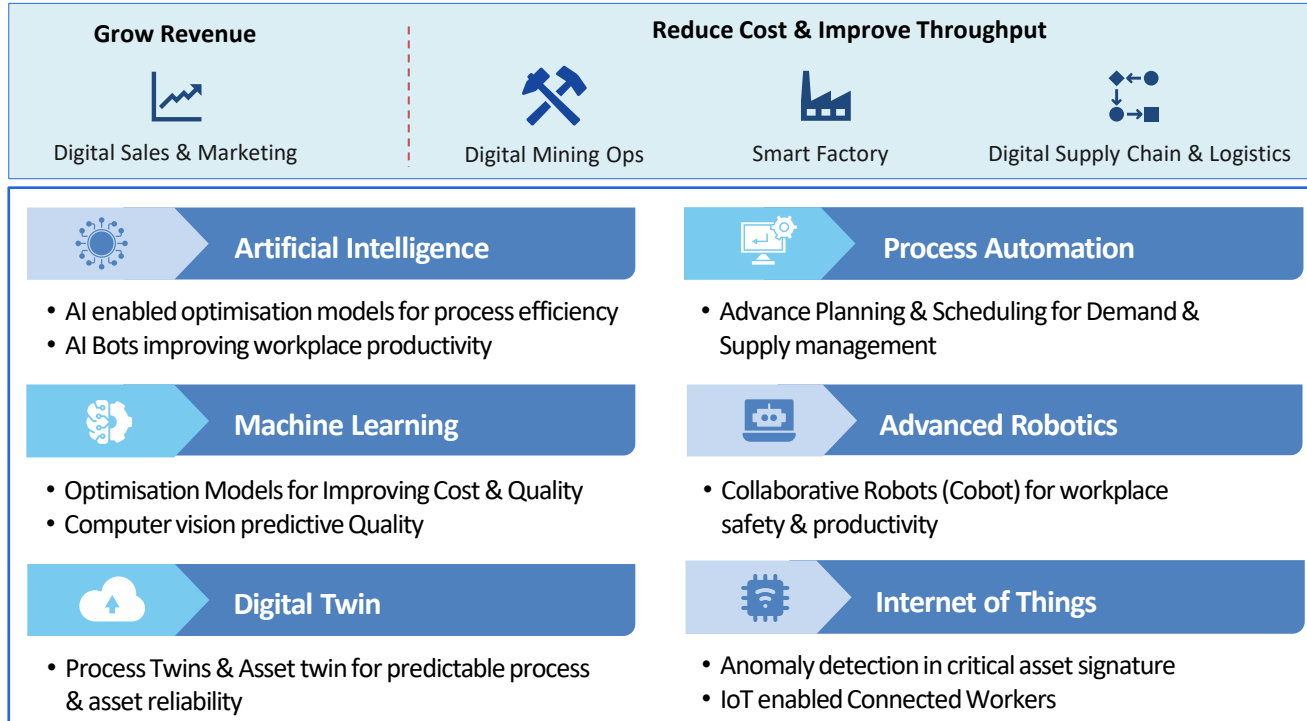 Grow Revenue
Reduce Cost & Improve Throughput
Digital Sales & Marketing
Digital Mining Ops
Smart Factory
Digital Supply Chain & Logistics
Artificial Intelligence
• AI enabled optimisation models for process efficiency
• AI Bots improving workplace productivity
Process Automation
• Advance Planning & Scheduling for Demand &
Supply management
Machine Learning
• Optimisation Models for Improving Cost & Quality
• Computer vision predictive Quality
Advanced Robotics
• Collaborative Robots (Cobot) for workplace
safety & productivity
Digital Twin
• Process Twins & Asset twin for predictable process
& asset reliability
Internet of Things
• Anomaly detection in critical asset signature
• IoT enabled Connected Workers